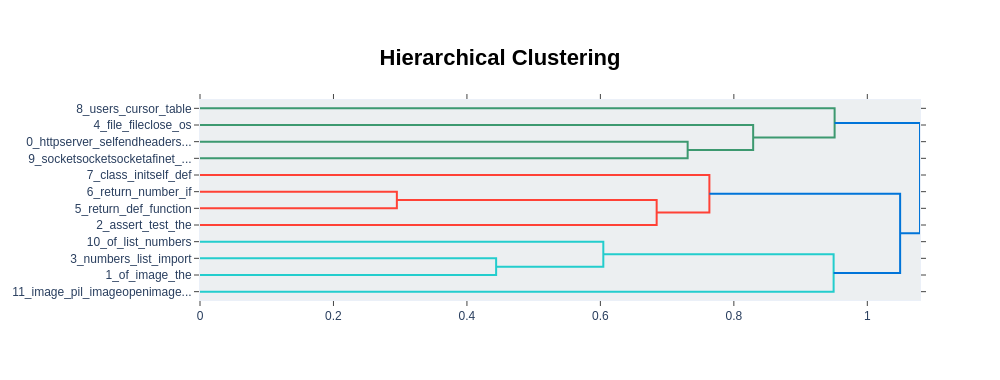 Hierarchical Clustering
8_users_cursor_table
4_file_fileclose_os
0_httpserver_selfendheaders...
9_socketsocketsocketafinet_...
7_class_initself_def
6_return_number_if
5_return_def_function
2_assert_test_the
10_of_list_numbers
3_numbers_list_import
1_of_image_the
11_image_pil_imageopenimage...
0 0.2 0.4 0.6 0.8 1